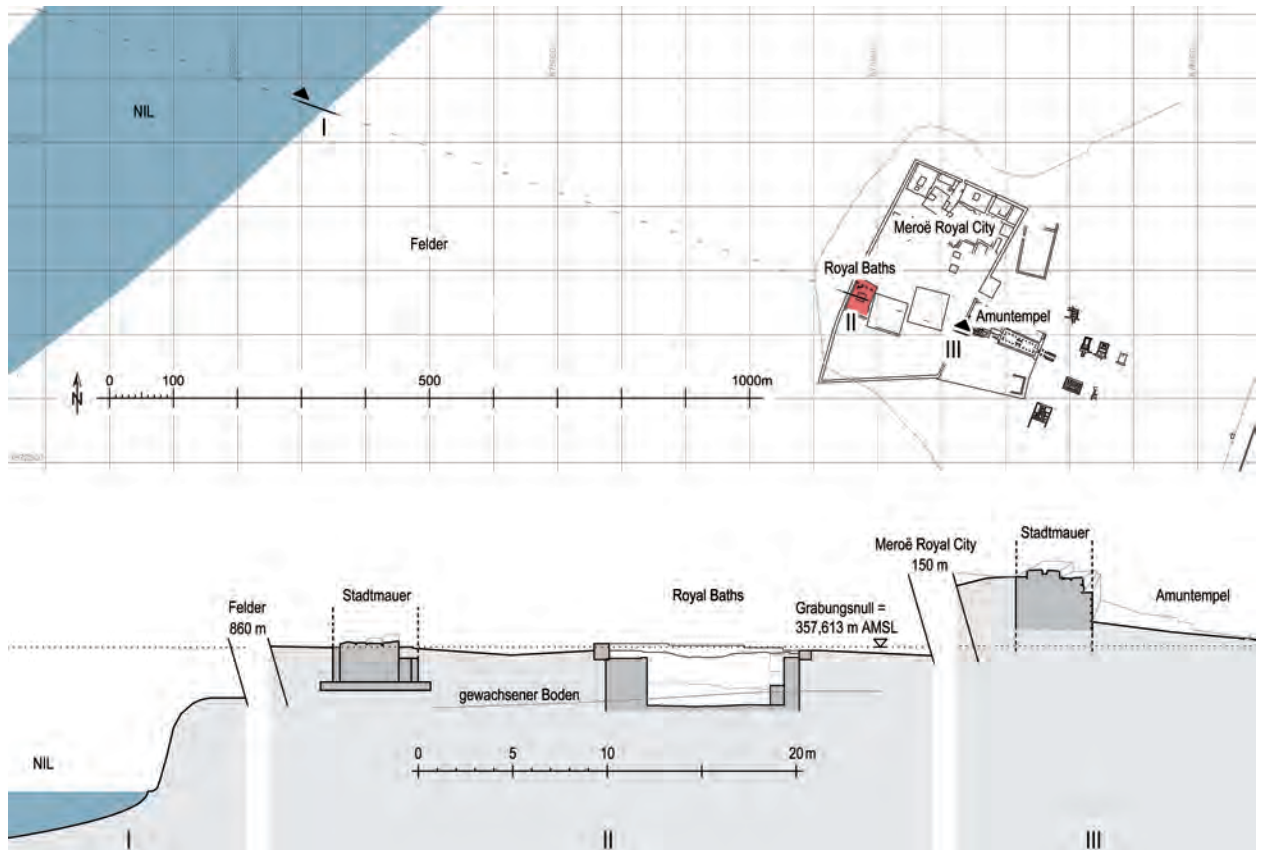 NIL
I
Felder
Meroë Royal City
Royal Baths
II
Amuntempel
III
N
0 100 500 1000m
Meroë Royal City
150 m
Stadtmauer
Felder
860 m
Stadtmauer
Royal Baths
Grabungsnull =
357,613 m AMSL
Amuntempel
gewachsener Boden
NIL
0 5 10 20 m
I II III